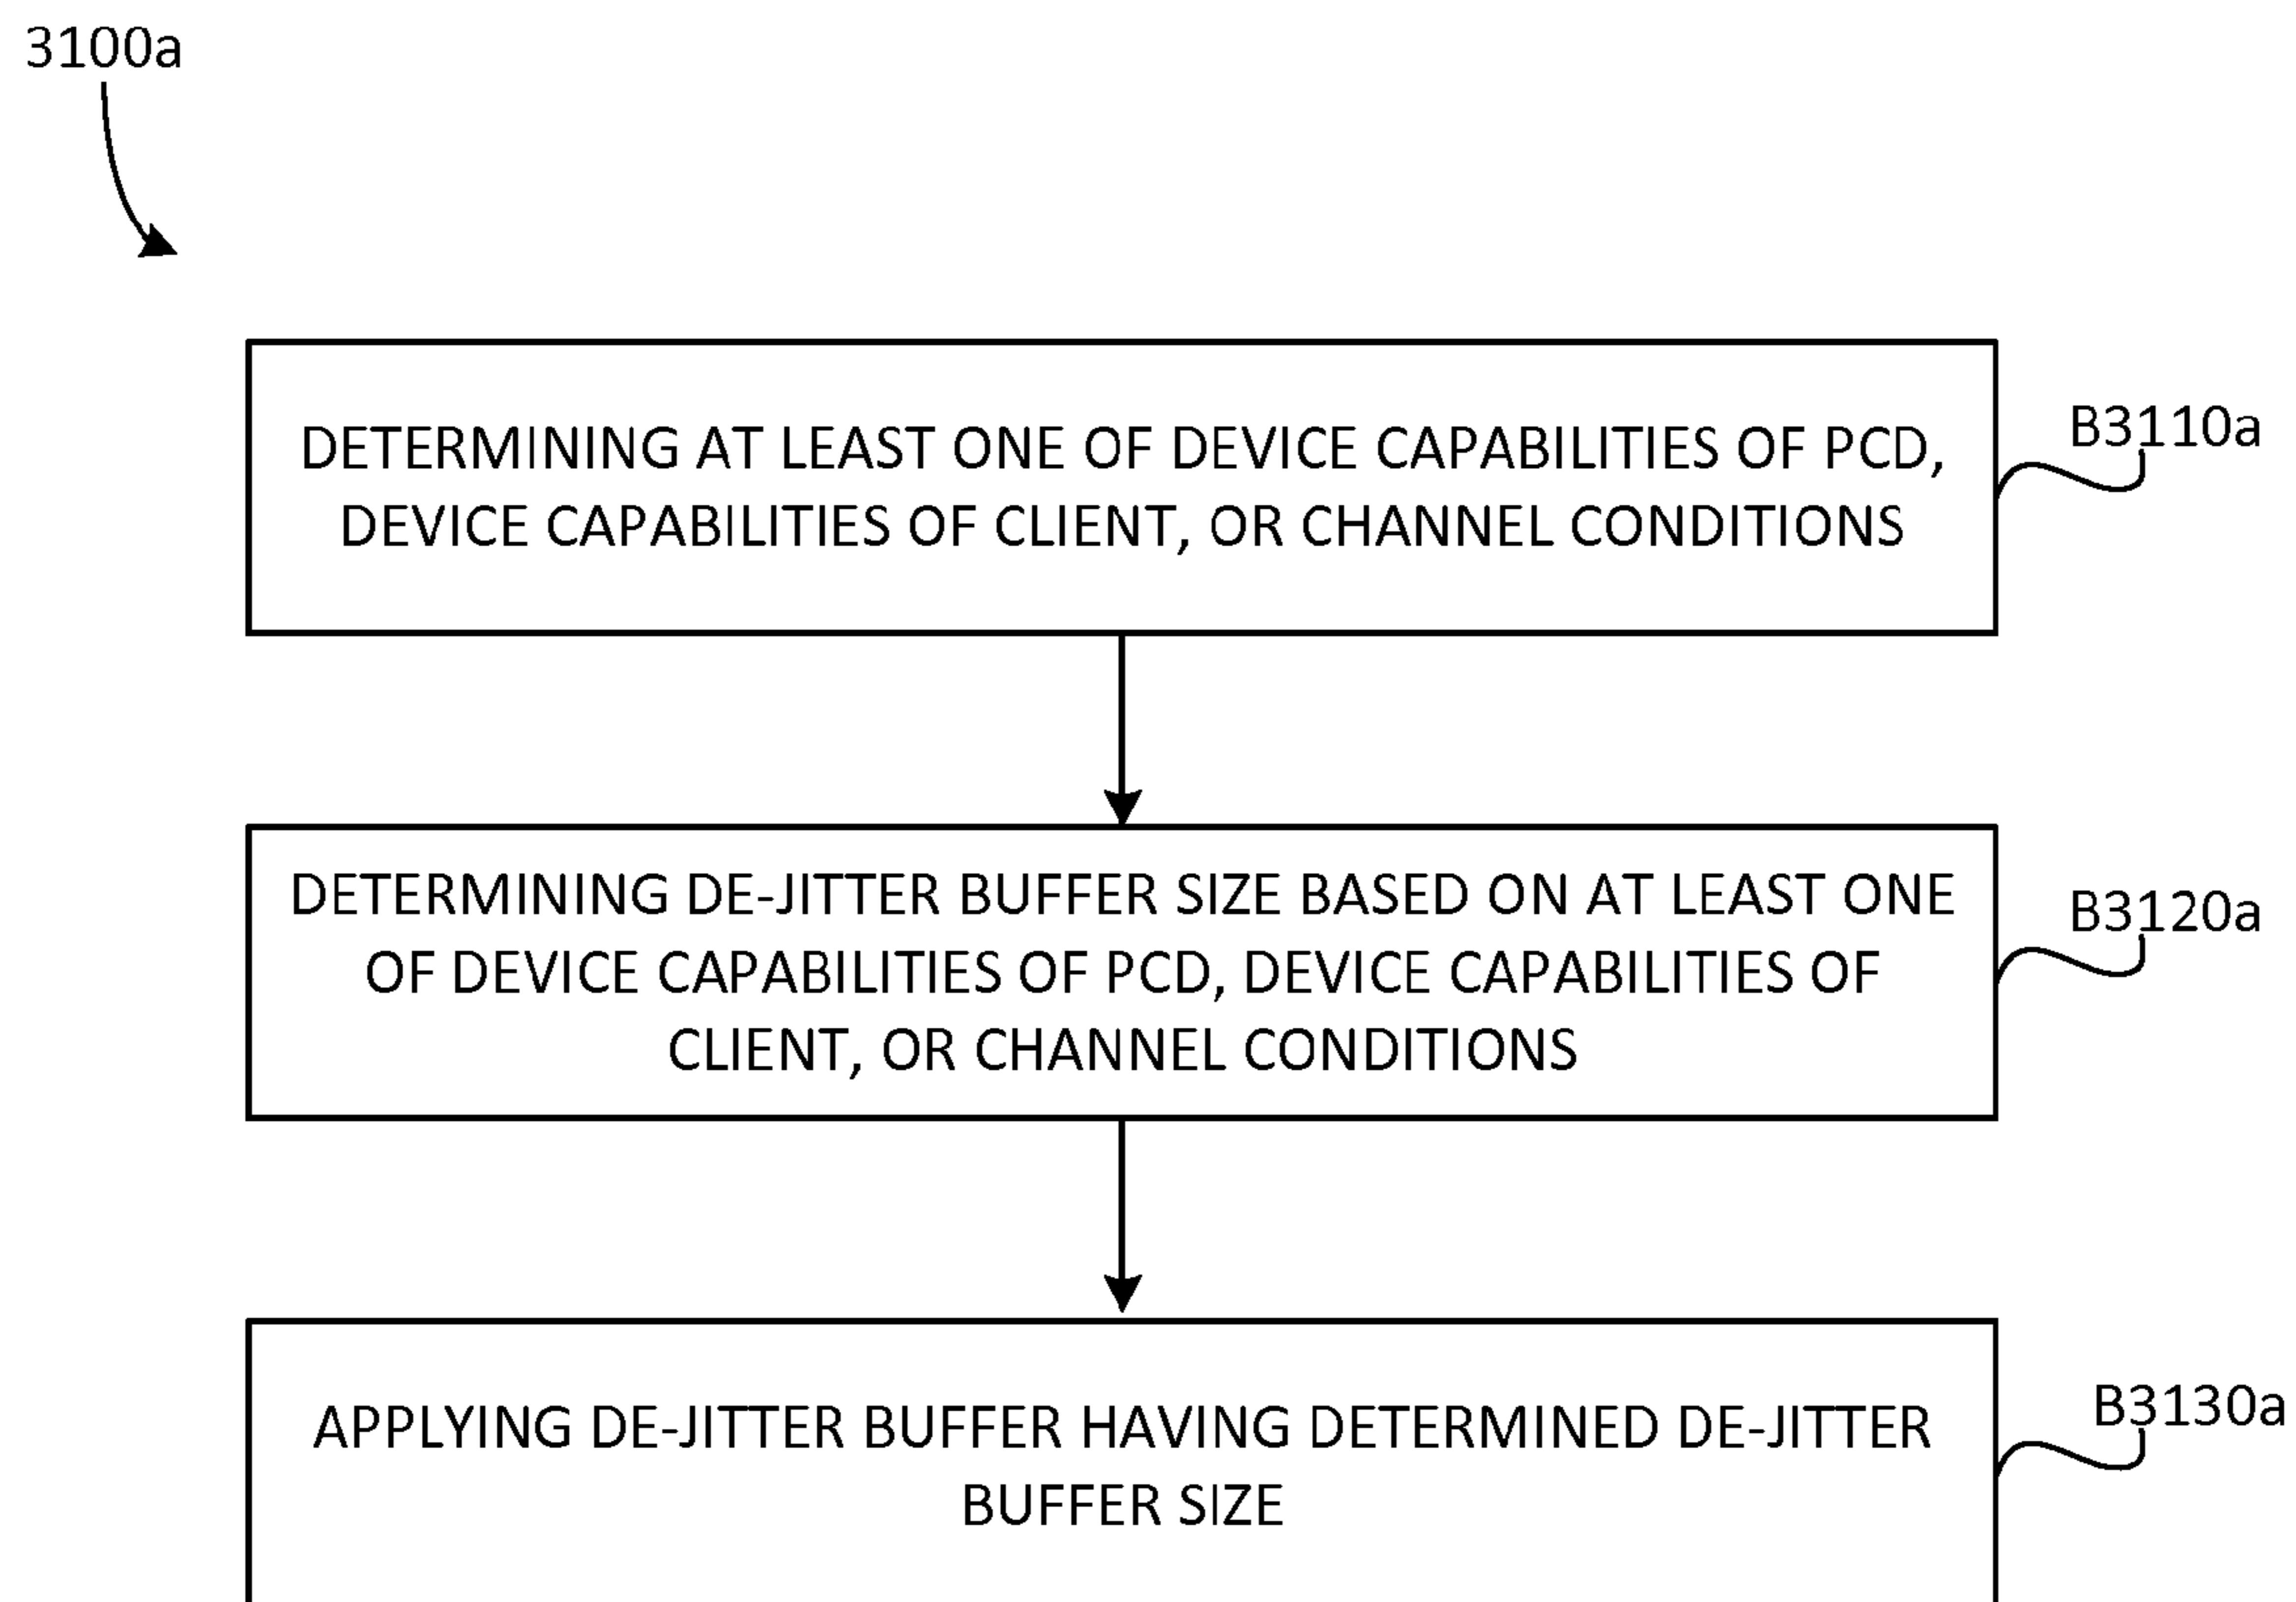 3100a
DETERMINING AT LEAST ONE OF DEVICE CAPABILITIES OF PCD,
DEVICE CAPABILITIES OF CLIENT, OR CHANNEL CONDITIONS
B3110a
DETERMINING DE-JITTER BUFFER SIZE BASED ON AT LEAST ONE
OF DEVICE CAPABILITIES OF PCD, DEVICE CAPABILITIES OF
CLIENT, OR CHANNEL CONDITIONS
B3120a
APPLYING DE-JITTER BUFFER HAVING DETERMINED DE-JITTER
BUFFER SIZE
B3130a